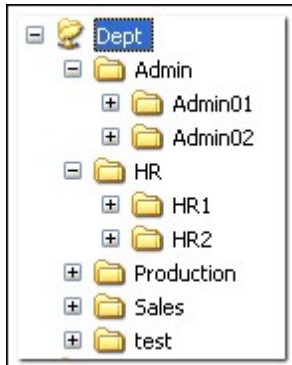 Dept
Admin
Admin01
Admin02
HR
HR1
HR2
Production
Sales
test